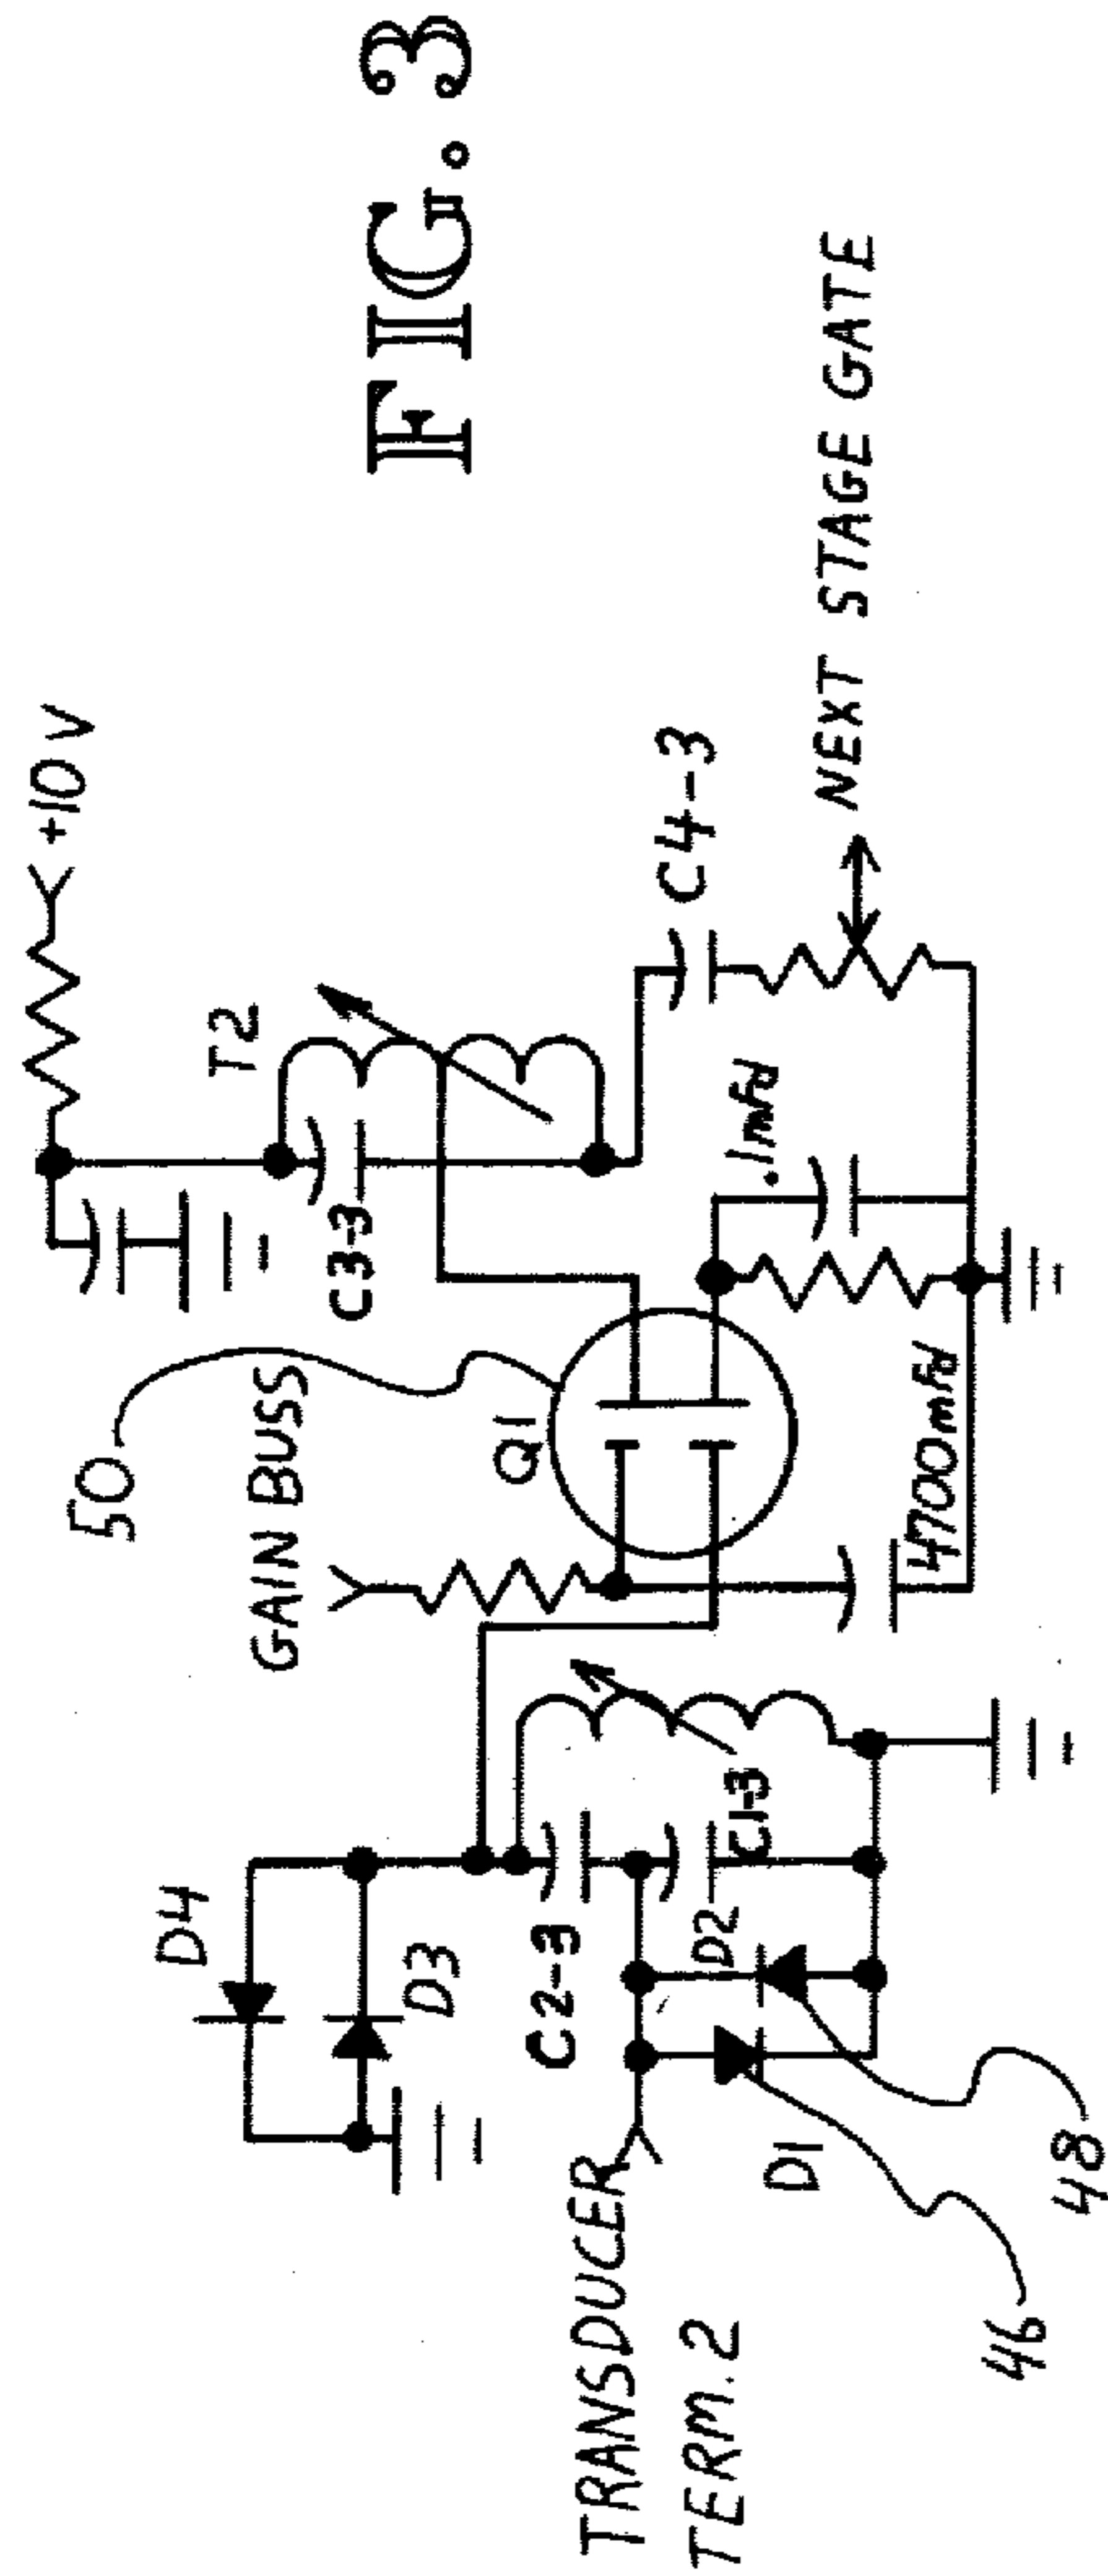 FIG. 3
+10V
T2
50
GAIN BUSS
Q1
C3-3
C4-3
.1mfd
4700mfd
NEXT STAGE GATE
D4
D3
C2-3
C1-3
D2
D1
TRANSDUCER
TERM. 2
46
48